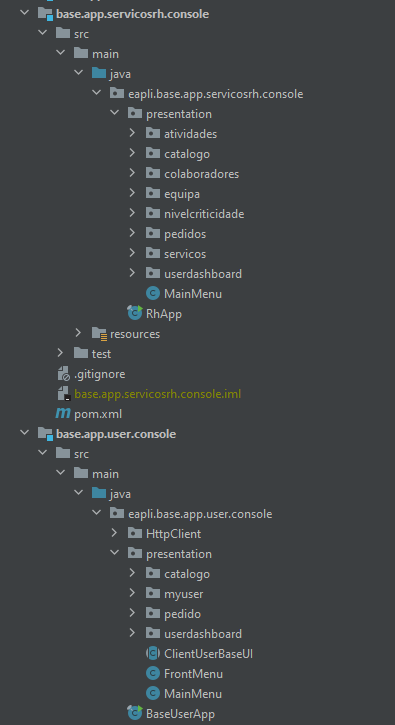 base.app.servicosrh.console
src
main
java
eapli.base.app.servicosrh.console
presentation
atividades
catalogo
colaboradores
equipa
nivelcriticidade
pedidos
servicos
userdashboard
MainMenu
RhApp
resources
test
.gitignore
base.app.servicosrh.console.iml
pom.xml
base.app.user.console
src
main
java
eapli.base.app.user.console
HttpClient
presentation
catalogo
myuser
pedido
userdashboard
ClientUserBaseUI
FrontMenu
MainMenu
BaseUserApp